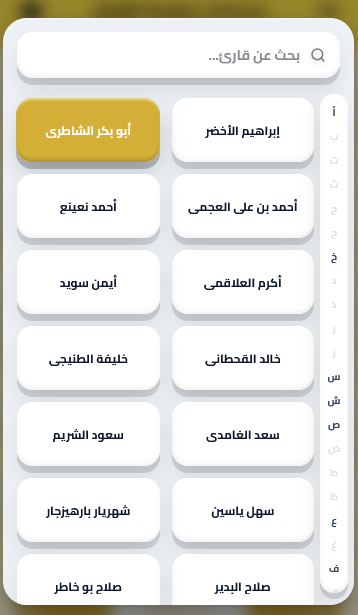 بحث عن قارئ...
إبراهيم الأخضر
أبو بكر الشاطرى
أحمد بن على العجمى
أحمد نعينع
أكرم العلاقمى
أيمن سويد
خالد القحطانى
خليفة الطنيجى
سعد الغامدى
سعود الشريم
سهل ياسين
شهريار بارهيزجار
صلاح البدير
صلاح بو خاطر
أ
ب
ت
ث
ج
ح
خ
د
ذ
ر
ز
س
ش
ص
ض
ط
ظ
ع
غ
ف